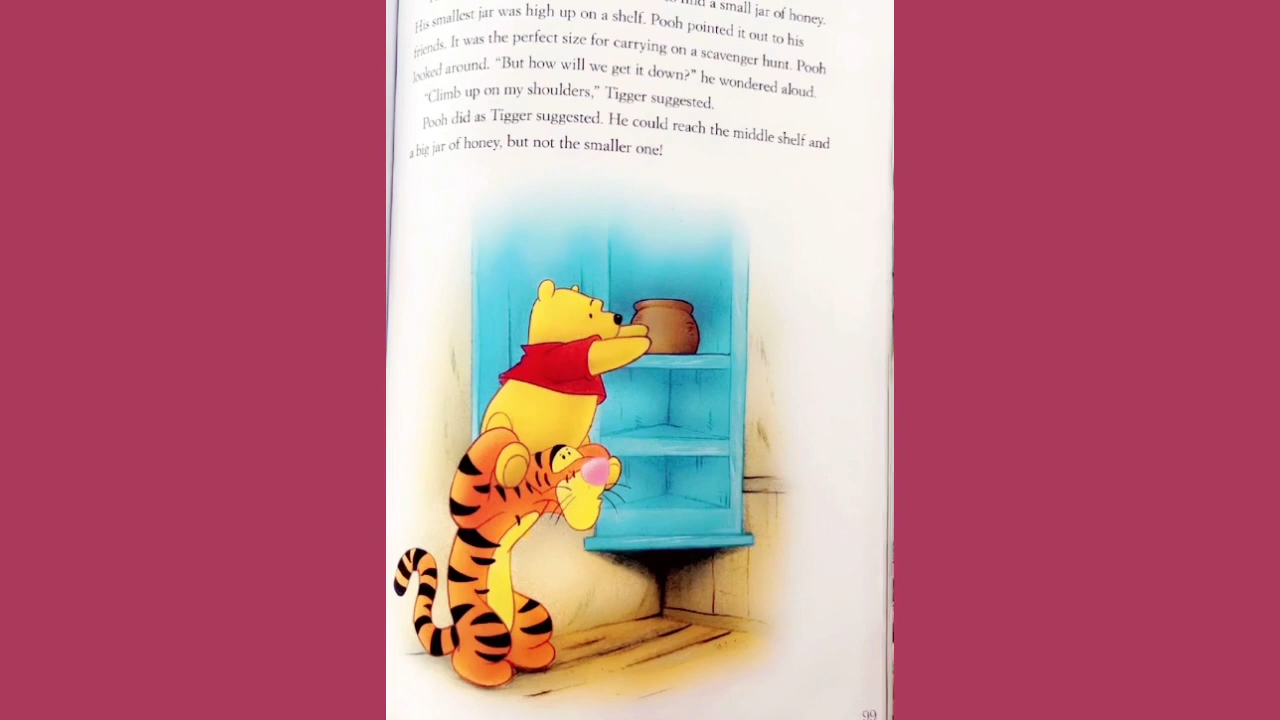 a small jar of honey.
His smallest jar was high up on a shelf. Pooh pointed it out to his
friends. It was the perfect size for carrying on a scavenger hunt. Pooh
looked around. “But how will we get it down?” he wondered aloud.
“Climb up on my shoulders,” Tigger suggested.
Pooh did as Tigger suggested. He could reach the middle shelf and
a big jar of honey, but not the smaller one!
99